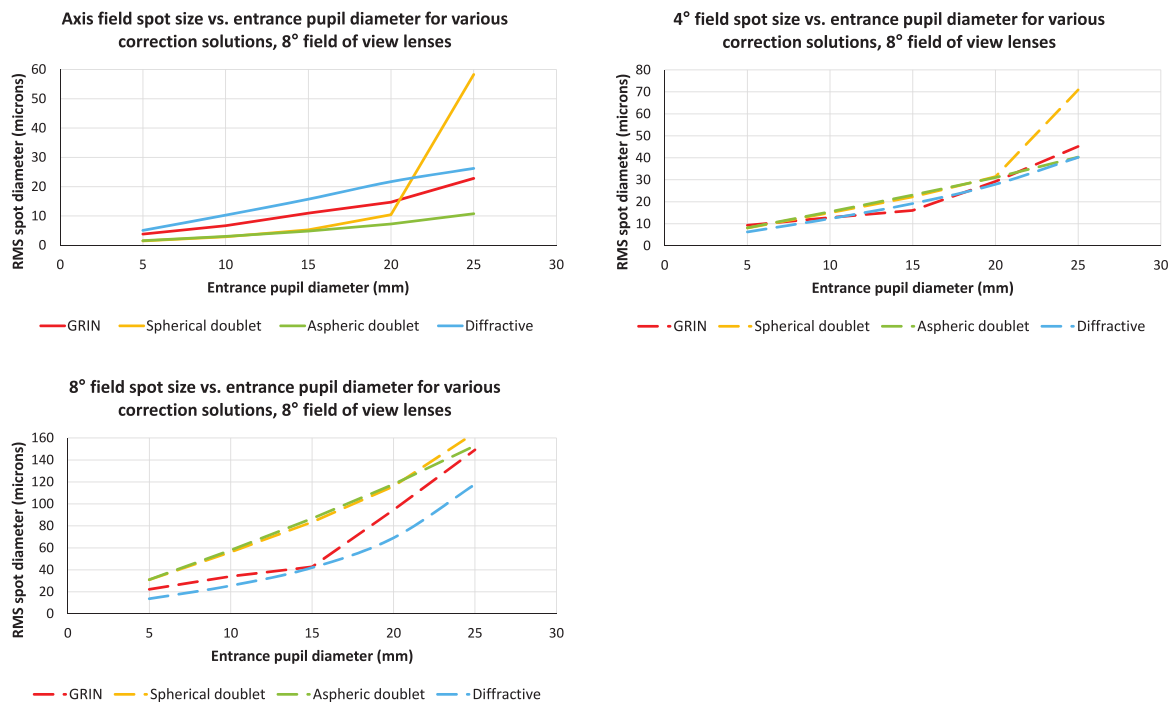 Axis field spot size vs. entrance pupil diameter for various
correction solutions, 8° field of view lenses
RMS spot diameter (microns)
60
50
40
30
20
10
0
0 5 10 15 20 25 30
Entrance pupil diameter (mm)
GRIN Spherical doublet Aspheric doublet Diffractive
4° field spot size vs. entrance pupil diameter for various
correction solutions, 8° field of view lenses
RMS spot diameter (microns)
80
70
60
50
40
30
20
10
0
0 5 10 15 20 25 30
Entrance pupil diameter (mm)
GRIN Spherical doublet Aspheric doublet Diffractive
8° field spot size vs. entrance pupil diameter for various
correction solutions, 8° field of view lenses
RMS spot diameter (microns)
160
140
120
100
80
60
40
20
0
0 5 10 15 20 25 30
Entrance pupil diameter (mm)
GRIN Spherical doublet Aspheric doublet Diffractive